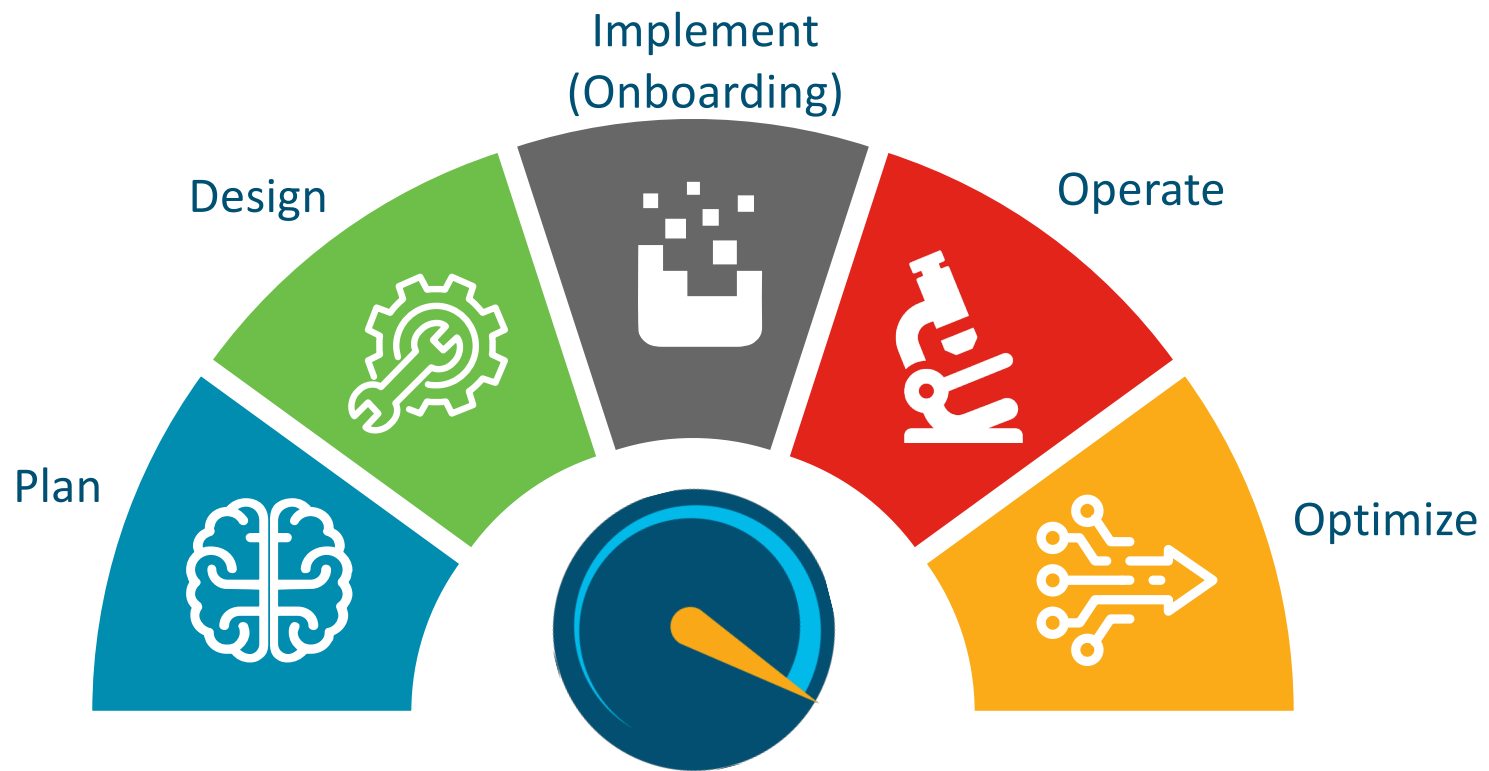 Plan
Design
Implement
(Onboarding)
Operate
Optimize